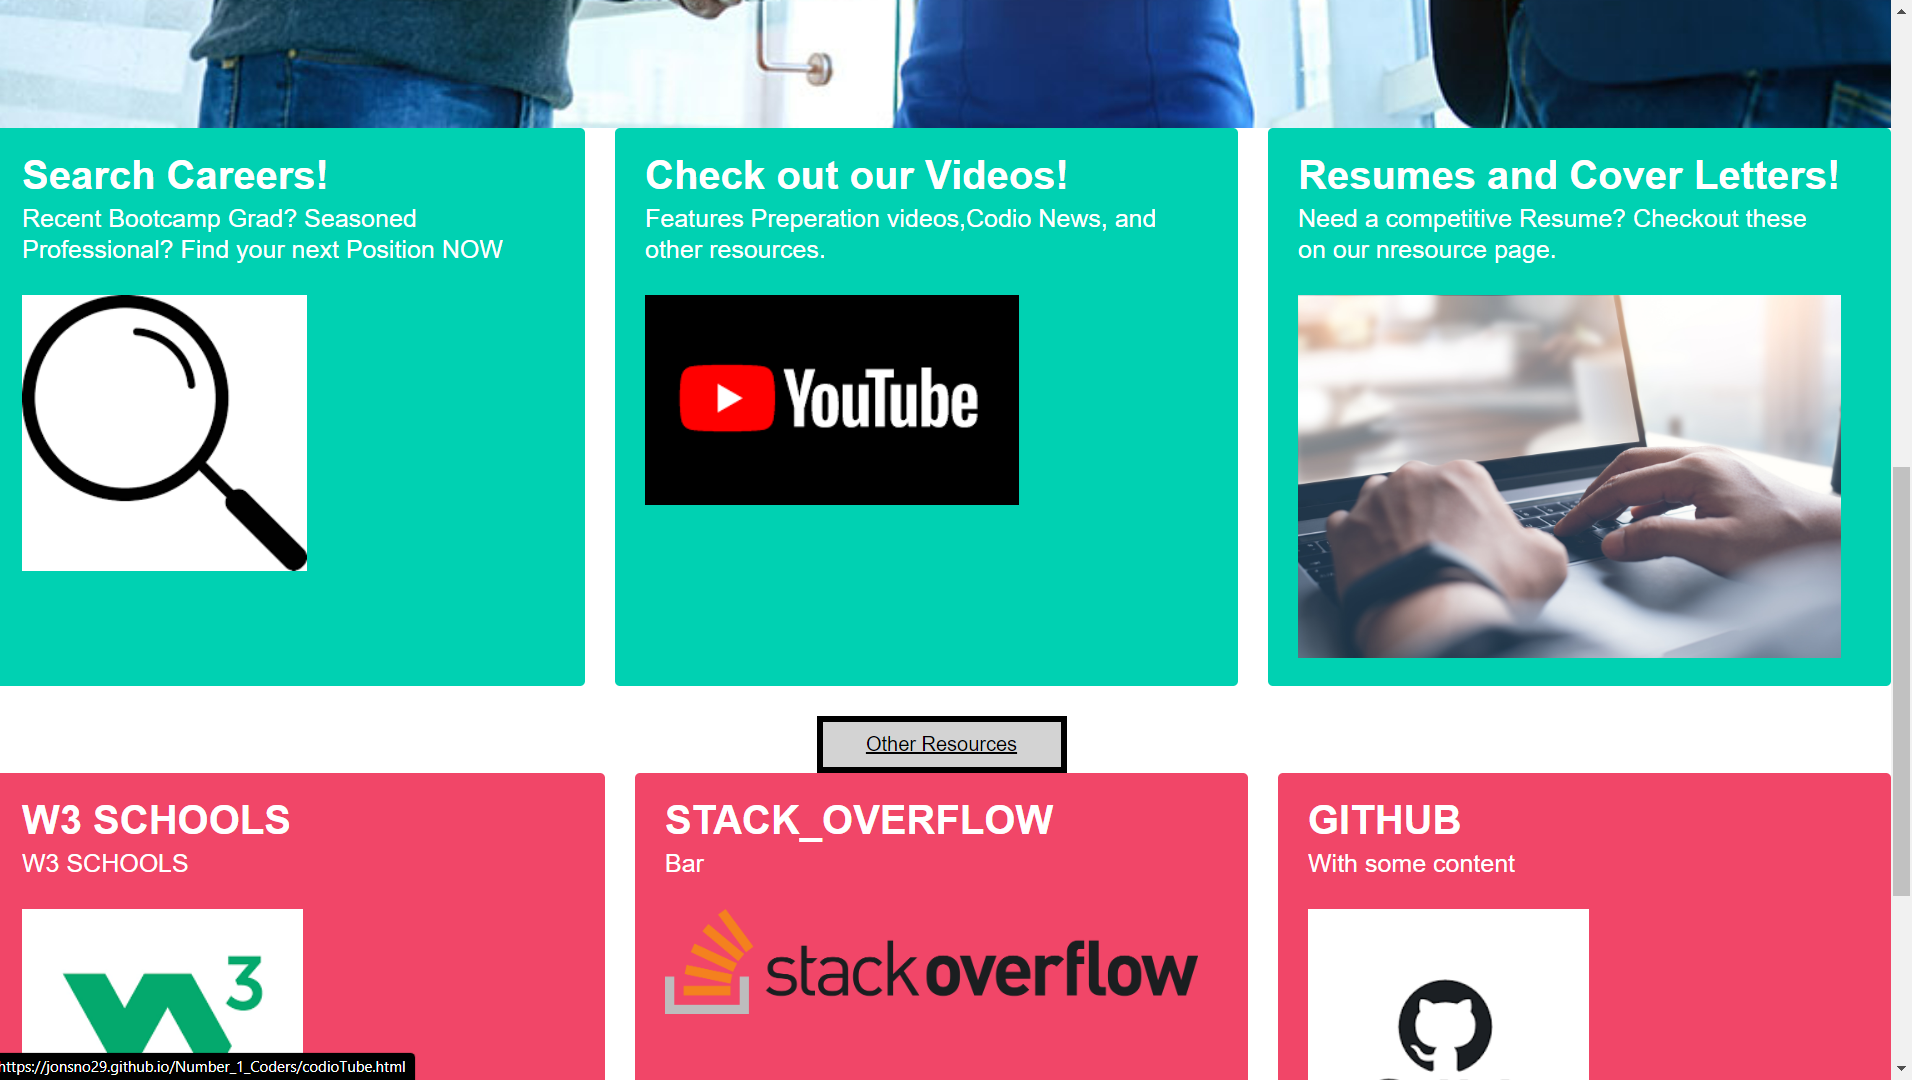 Search Careers!
Recent Bootcamp Grad? Seasoned
Professional? Find your next Position NOW
Check out our Videos!
Features Preperation videos,Codio News, and
other resources.
YouTube
Resumes and Cover Letters!
Need a competitive Resume? Checkout these
on our nresource page.
Other Resources
W3 SCHOOLS
W3 SCHOOLS
W3
STACK_OVERFLOW
Bar
stackoverflow
GITHUB
With some content
https://jonsno29.github.io/Number_1_Coders/codioTube.html